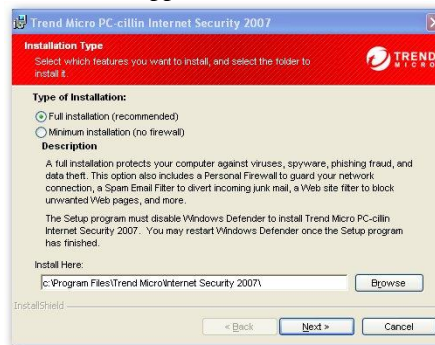 Trend Micro PC-cillin Internet Security 2007
Installation Type
Select which features you want to install, and select the folder to
install it.
TREND
MICRO
Type of Installation:
Full installation (recommended)
Minimum installation (no firewall)
Description
A full installation protects your computer against viruses, spyware, phishing fraud, and
data theft. This option also includes a Personal Firewall to guard your network
connection, a Spam Email Filter to divert incoming junk mail, a Web site filter to block
unwanted Web pages, and more.
The Setup program must disable Windows Defender to install Trend Micro PC-cillin
Internet Security 2007. You may restart Windows Defender once the Setup program
has finished.
Install Here:
c:\Program Files\Trend Micro\Internet Security 2007\
Browse
InstallShield
< Back
Next >
Cancel